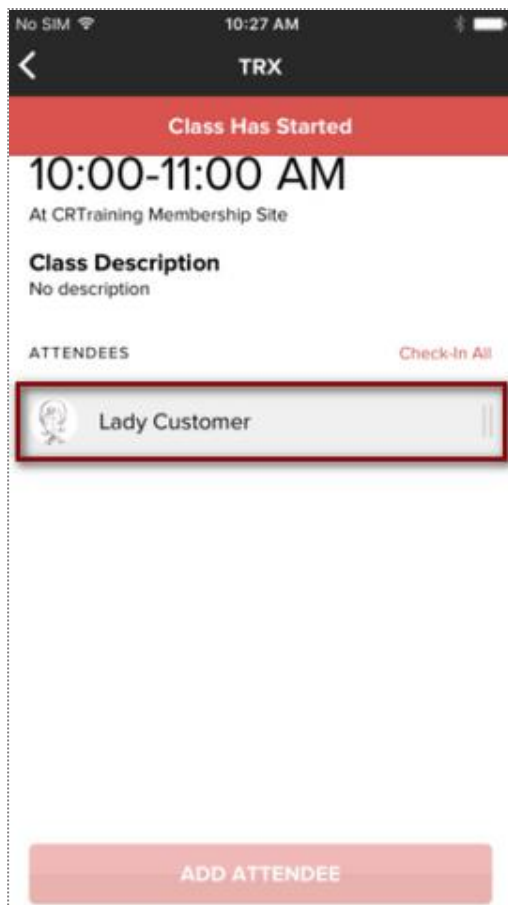 No SIM 10:27 AM
TRX
Class Has Started
10:00-11:00 AM
At CRTraining Membership Site
Class Description
No description
ATTENDEES Check-In All
Lady Customer
ADD ATTENDEE